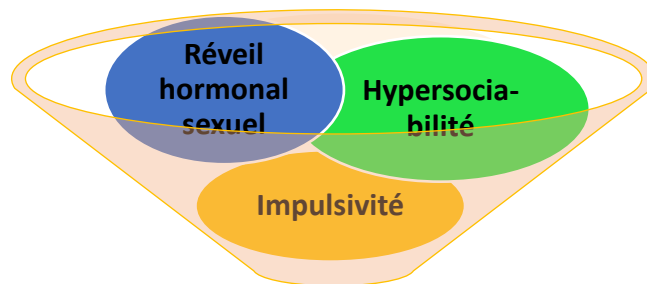 Réveil
hormonal
sexuel
Hypersocia-
bilité
Impulsivité